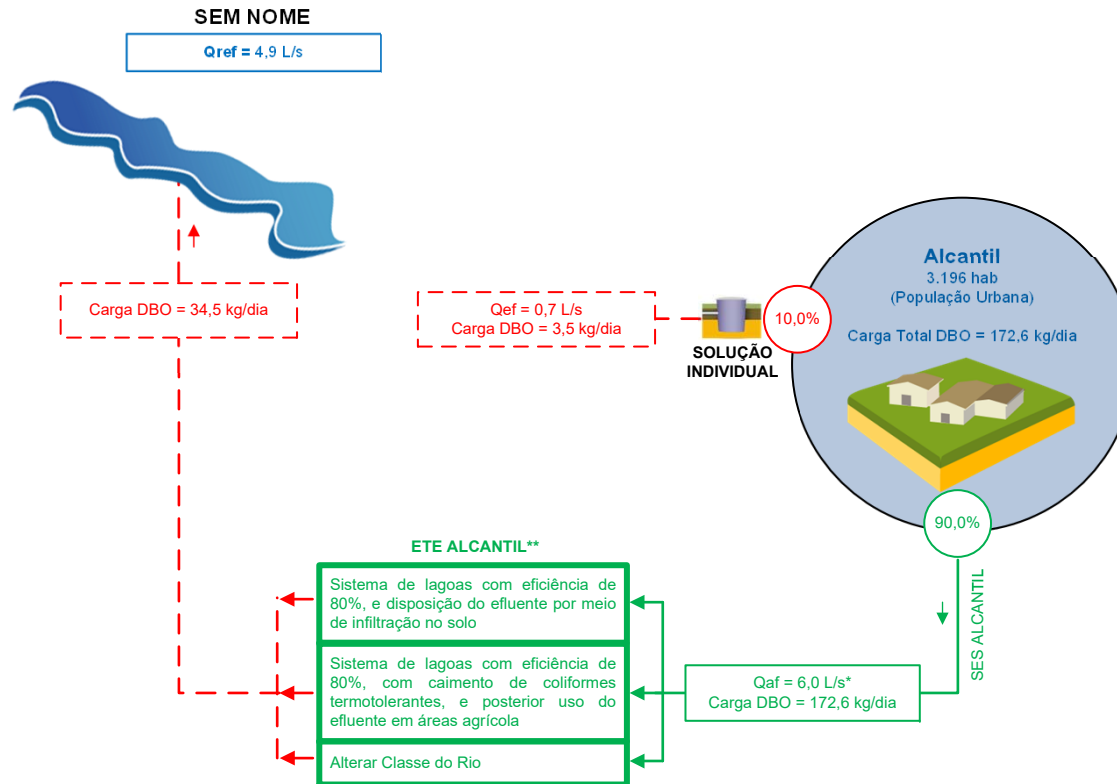 SEM NOME
Qref = 4,9 L/s
Carga DBO = 34,5 kg/dia
Qef = 0,7 L/s
Carga DBO = 3,5 kg/dia
SOLUÇÃO
INDIVIDUAL
10,0%
Alcantil
3.196 hab
(População Urbana)
Carga Total DBO = 172,6 kg/dia
90,0%
SES ALCANTIL
ETE ALCANTIL**
Sistema de lagoas com eficiência de
80%, e disposição do efluente por meio
de infiltração no solo
Sistema de lagoas com eficiência de
80%, com caimento de coliformes
termotolerantes, e posterior uso do
efluente em áreas agrícola
Alterar Classe do Rio
Qaf = 6,0 L/s*
Carga DBO = 172,6 kg/dia